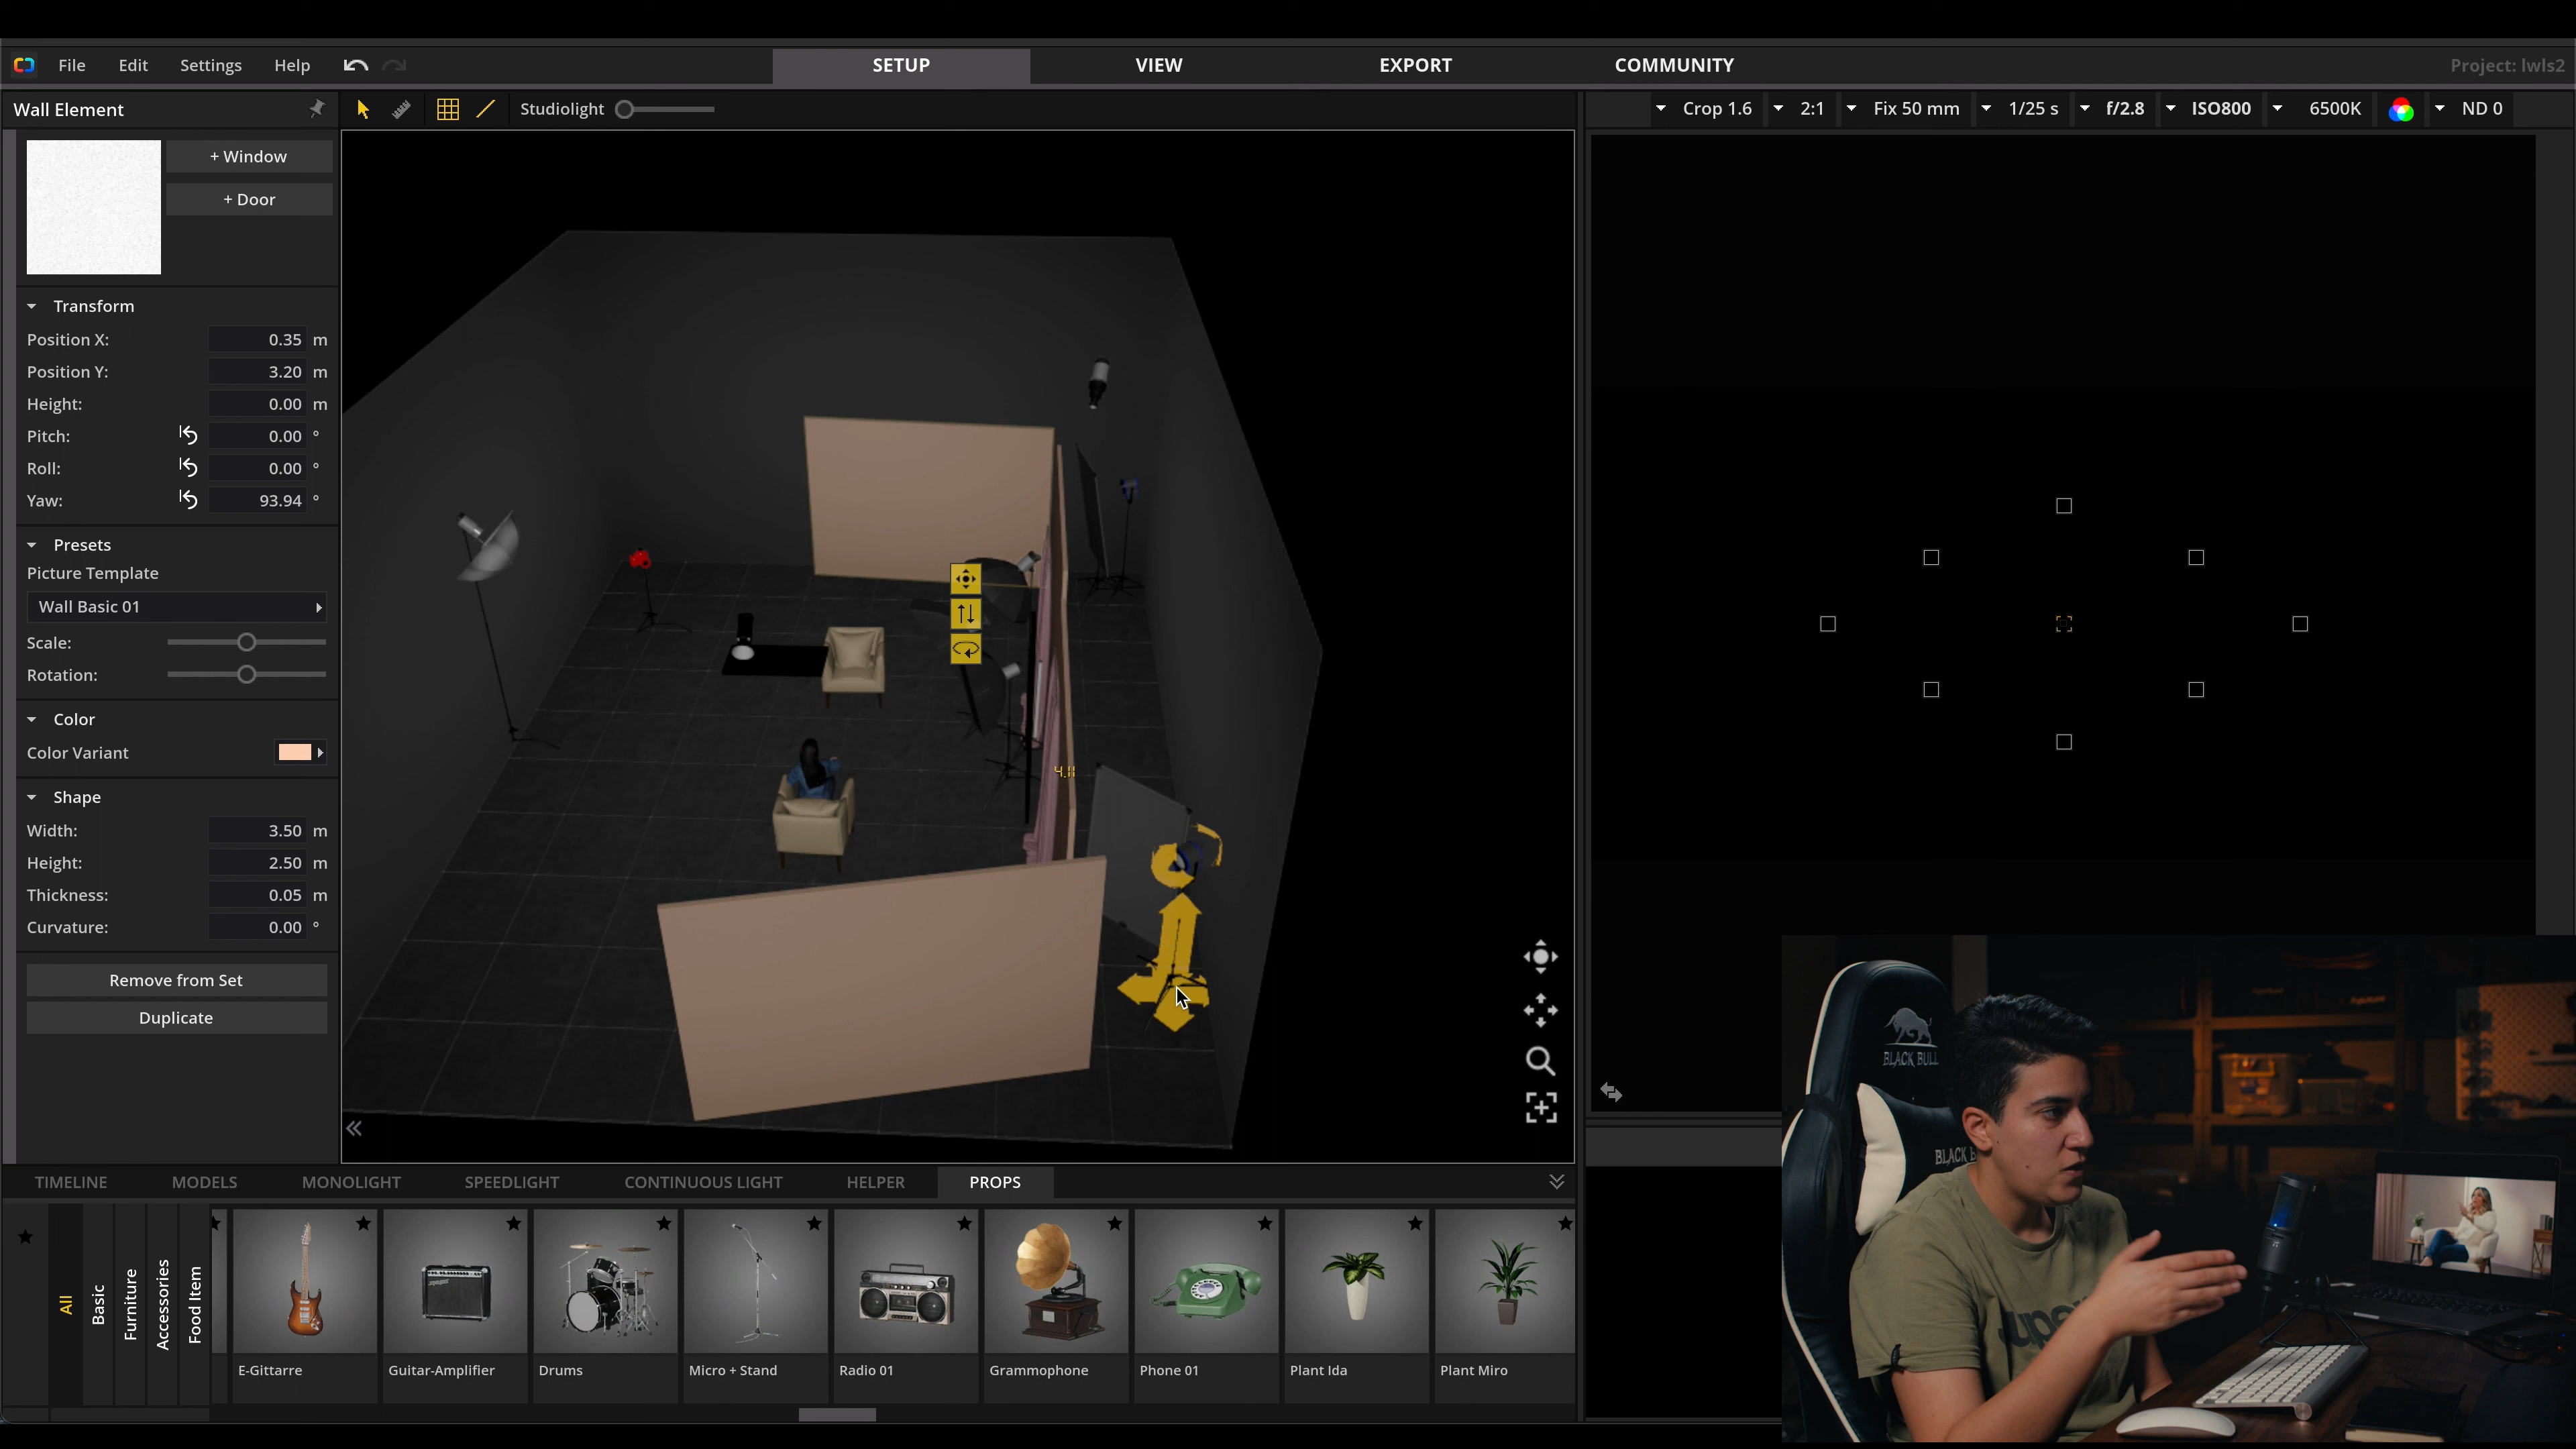 File Edit Settings Help SETUP VIEW EXPORT COMMUNITY Project: lwls2
Wall Element Studiolight Crop 1.6 2:1 Fix 50 mm 1/25 s f/2.8 ISO800 6500K ND 0
+ Window
+ Door
Transform
Position X: 0.35 m
Position Y: 3.20 m
Height: 0.00 m
Pitch: 0.00 °
Roll: 0.00 °
Yaw: 93.94 °
Presets
Picture Template
Wall Basic 01
Scale:
Rotation:
Color
Color Variant
Shape
Width: 3.50 m
Height: 2.50 m
Thickness: 0.05 m
Curvature: 0.00 °
Remove from Set
Duplicate
4.11
TIMELINE MODELS MONOLIGHT SPEEDLIGHT CONTINUOUS LIGHT HELPER PROPS
All
Basic
Furniture
Accessories
Food Item
E-Gittarre Guitar-Amplifier Drums Micro + Stand Radio 01 Grammophone Phone 01 Plant Ida Plant Miro
BLACK BULL
BLACK B